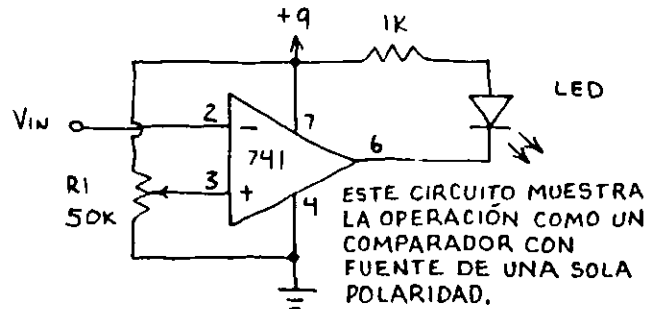 +9
1K
LED
VIN
2
7
741
6
R1
50K
3
4
-
+
ESTE CIRCUITO MUESTRA
LA OPERACIÓN COMO UN
COMPARADOR CON
FUENTE DE UNA SOLA
POLARIDAD.